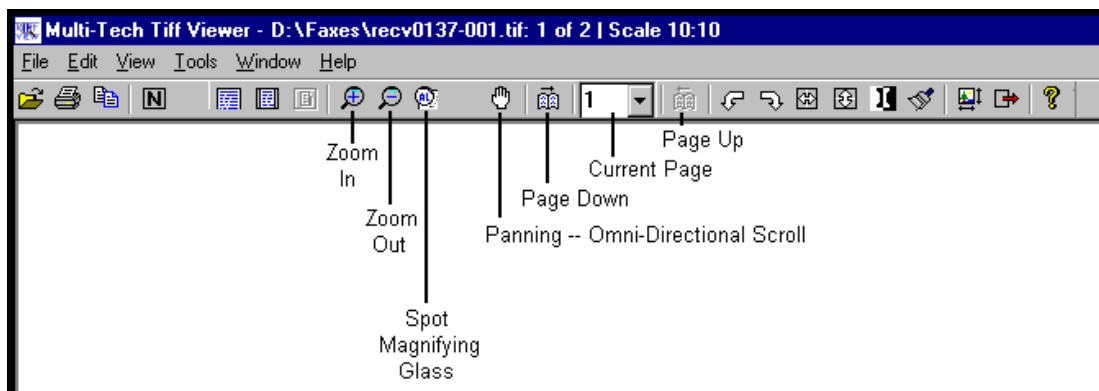 Multi-Tech Tiff Viewer - D:\Faxes\recv0137-001.tif: 1 of 2 | Scale 10:10
File Edit View Tools Window Help
N AL 1 ?
Zoom
In
Page Up
Current Page
Page Down
Zoom
Out
Panning -- Omni-Directional Scroll
Spot
Magnifying
Glass